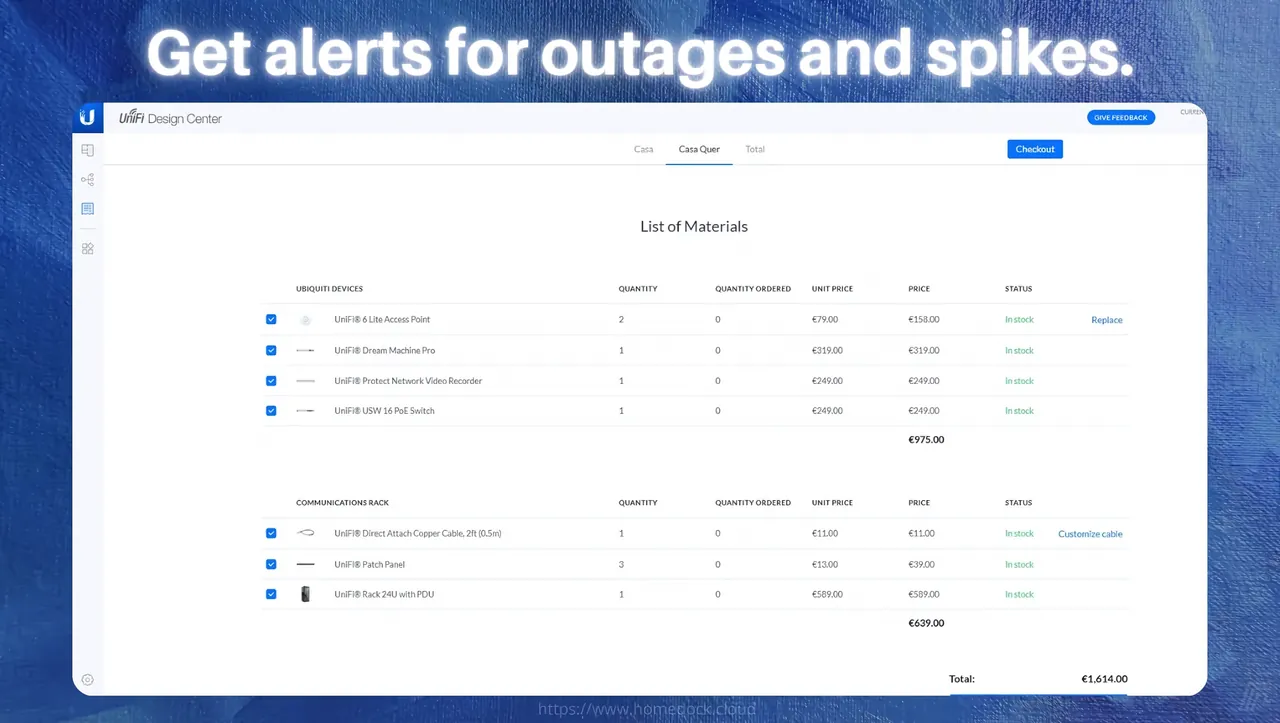 Get alerts for outages and spikes.
UniFi Design Center
GIVE FEEDBACK
Casa Casa Quer Total
Checkout
List of Materials
UBIQUITI DEVICES QUANTITY QUANTITY ORDERED UNIT PRICE PRICE STATUS
UniFi® 6 Lite Access Point 2 0 €79.00 €158.00 In stock Replace
UniFi® Dream Machine Pro 1 0 €319.00 €319.00 In stock
UniFi® Protect Network Video Recorder 1 0 €249.00 €249.00 In stock
UniFi® USW 16 PoE Switch 1 0 €249.00 €249.00 In stock
€975.00
COMMUNICATIONS RACK QUANTITY QUANTITY ORDERED UNIT PRICE PRICE STATUS
UniFi® Direct Attach Copper Cable, 2ft (0.5m) 1 0 €11.00 €11.00 In stock Customize cable
UniFi® Patch Panel 3 0 €13.00 €39.00 In stock
UniFi® Rack 24U with PDU 1 0 €589.00 €589.00 In stock
€639.00
Total: €1,614.00
https://www.homedock.cloud